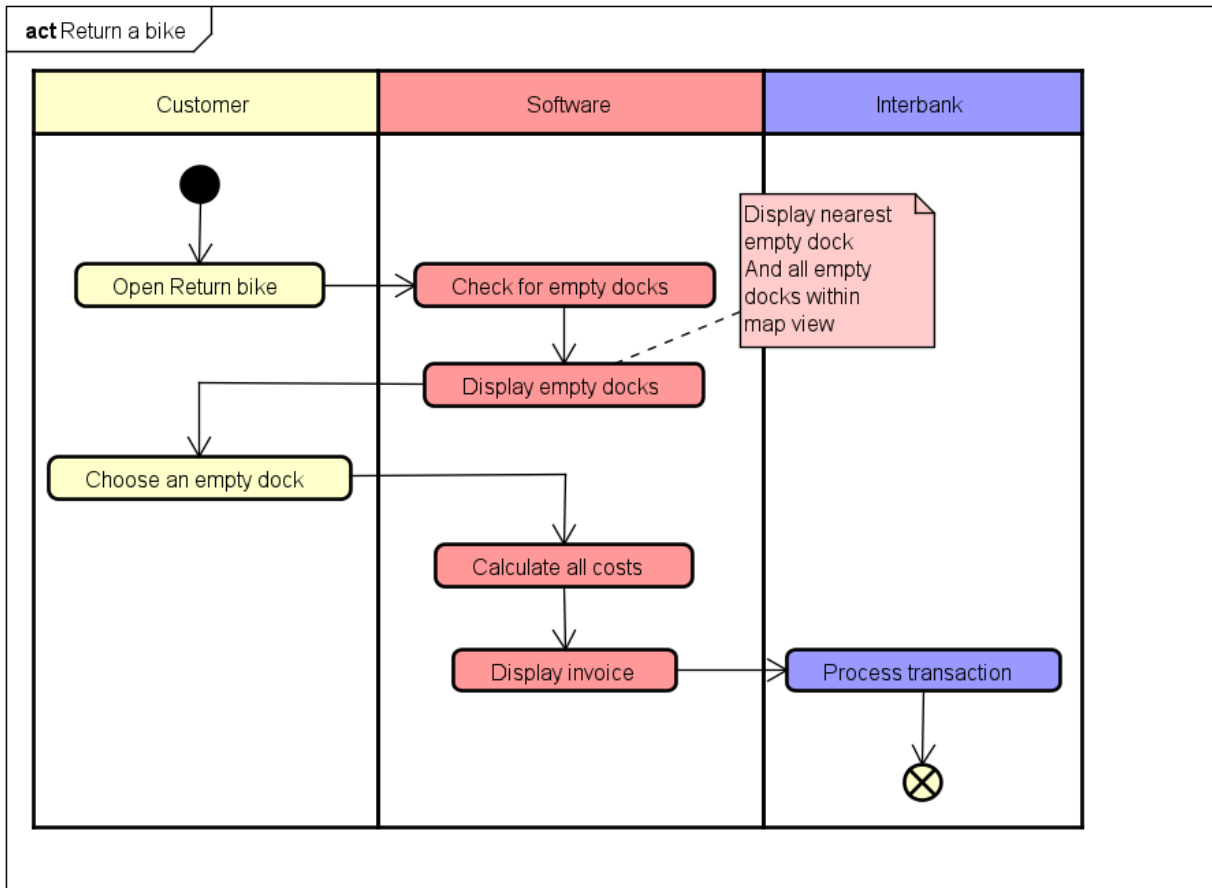 act Return a bike
Customer
Software
Interbank
Display nearest
empty dock
And all empty
docks within
map view
Open Return bike
Check for empty docks
Display empty docks
Choose an empty dock
Calculate all costs
Display invoice
Process transaction